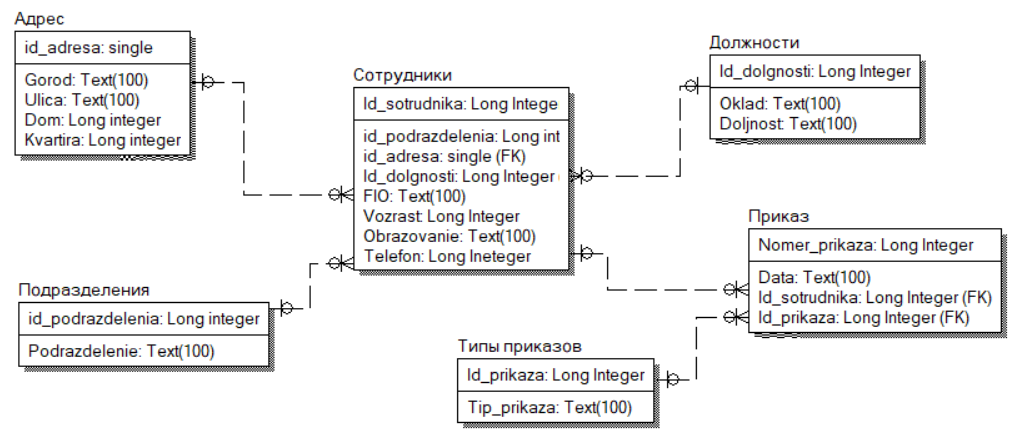 Адрес
id_adresa: single
Gorod: Text(100)
Ulica: Text(100)
Dom: Long integer
Kvartira: Long integer
Сотрудники
Id_sotrudnika: Long Intege
id_podrazdelenia: Long int
id_adresa: single (FK)
Id_dolgnosti: Long Integer (
FIO: Text(100)
Vozrast: Long Integer
Obrazovanie: Text(100)
Telefon: Long Ineteger
Должности
Id_dolgnosti: Long Integer
Oklad: Text(100)
Doljnost: Text(100)
Приказ
Nomer_prikaza: Long Integer
Data: Text(100)
Id_sotrudnika: Long Integer (FK)
Id_prikaza: Long Integer (FK)
Подразделения
id_podrazdelenia: Long integer
Podrazdelenie: Text(100)
Типы приказов
Id_prikaza: Long Integer
Tip_prikaza: Text(100)